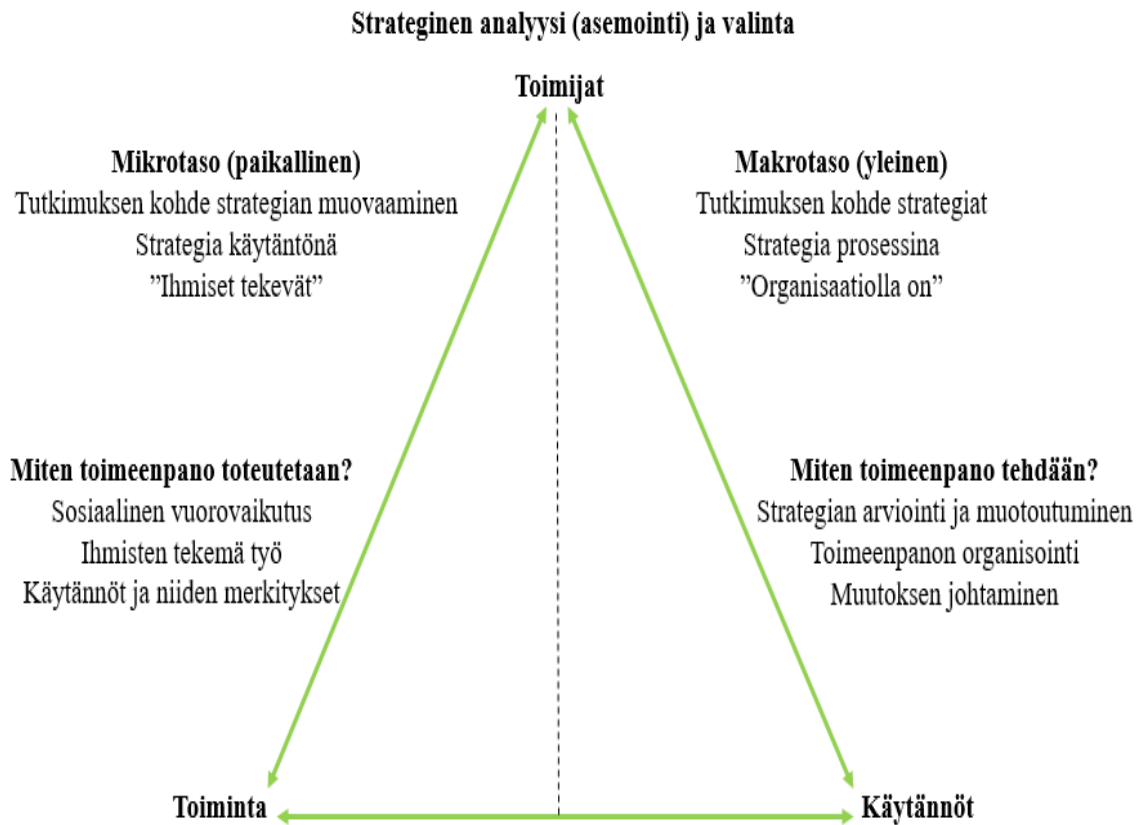 Strateginen analyysi (asemointi) ja valinta
Toimijat
Mikrotaso (paikallinen)
Tutkimuksen kohde strategian muovaaminen
Strategia käytäntönä
”Ihmiset tekevät”
Makrotaso (yleinen)
Tutkimuksen kohde strategiat
Strategia prosessina
”Organisaatiolla on”
Miten toimeenpano toteutetaan?
Sosiaalinen vuorovaikutus
Ihmisten tekemä työ
Käytännöt ja niiden merkitykset
Miten toimeenpano tehdään?
Strategian arviointi ja muotoutuminen
Toimeenpanon organisointi
Muutoksen johtaminen
Toiminta
Käytännöt